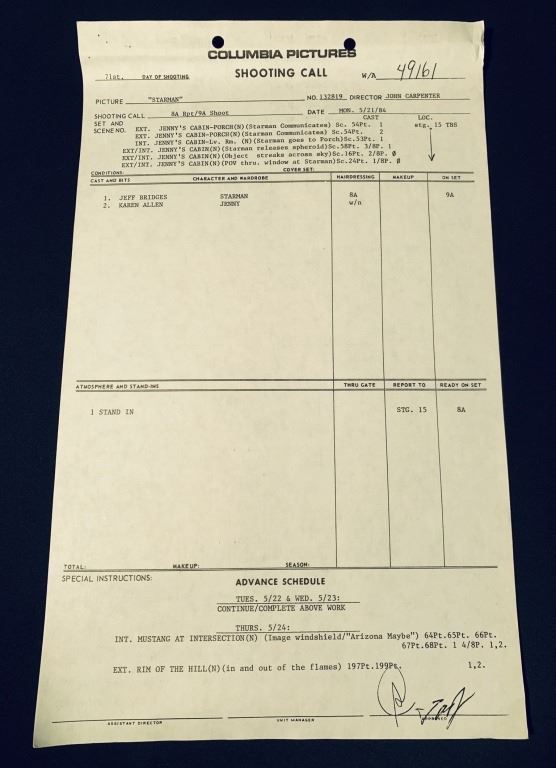 COLUMBIA PICTURES
71st. DAY OF SHOOTING SHOOTING CALL W/A 49161
PICTURE "STARMAN" NO. 132819 DIRECTOR JOHN CARPENTER
SHOOTING CALL 8A Rpt/9A Shoot DATE MON. 5/21/84
SET AND SCENE NO. CAST LOC.
EXT. JENNY'S CABIN-PORCH(N)(Starman Communicates) Sc. 54Pt. 1 stg. 15 TBS
EXT. JENNY'S CABIN-PORCH(N)(Starman Communicates) Sc. 54Pt. 2
INT. JENNY'S CABIN-Lv. Rm. (N)(Starman goes to Porch)Sc.53Pt. 1
EXT/INT. JENNY'S CABIN(N)(Starman releases spheroid)Sc.58Pt. 3/8P. 1
EXT/INT. JENNY'S CABIN(N)(Object streaks across sky)Sc.16Pt. 2/8P. Ø
EXT/INT. JENNY'S CABIN(N)(POV thru. window at Starman)Sc.24Pt. 1/8P. Ø
CONDITIONS: COVER SET:
CAST AND BITS CHARACTER AND WARDROBE HAIRDRESSING MAKEUP ON SET
1. JEFF BRIDGES STARMAN 8A 9A
2. KAREN ALLEN JENNY w/n
ATMOSPHERE AND STAND-INS THRU GATE REPORT TO READY ON SET
1 STAND IN STG. 15 8A
TOTAL: MAKEUP: SEASON:
SPECIAL INSTRUCTIONS: ADVANCE SCHEDULE
TUES. 5/22 & WED. 5/23:
CONTINUE/COMPLETE ABOVE WORK
THURS. 5/24:
INT. MUSTANG AT INTERSECTION(N) (Image windshield/"Arizona Maybe") 64Pt.65Pt. 66Pt.
67Pt.68Pt. 1 4/8P. 1,2.
EXT. RIM OF THE HILL(N)(in and out of the flames) 197Pt.199Pt. 1,2.
ASSISTANT DIRECTOR UNIT MANAGER